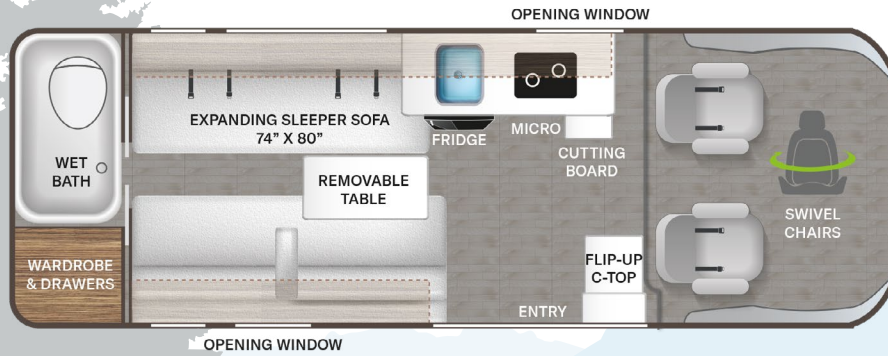 OPENING WINDOW
EXPANDING SLEEPER SOFA
74” X 80”
FRIDGE
MICRO
CUTTING
BOARD
WET
BATH
REMOVABLE
TABLE
SWIVEL
CHAIRS
WARDROBE
& DRAWERS
FLIP-UP
C-TOP
ENTRY
OPENING WINDOW